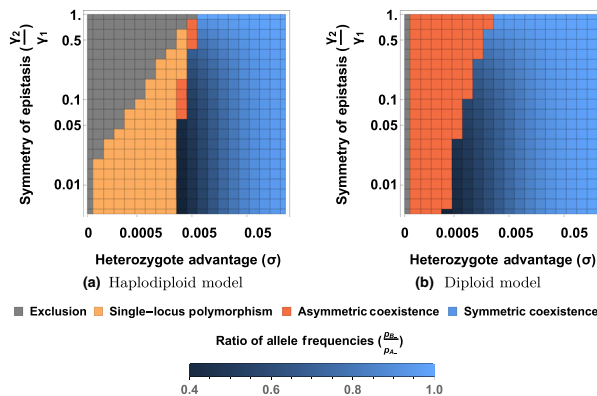 Symmetry of epistasis (γ2/γ1)
1.
0.5
0.1
0.05
0.01
0
0.0005
0.005
0.05
Heterozygote advantage (σ)
(a) Haplodiploid model
Symmetry of epistasis (γ2/γ1)
1.
0.5
0.1
0.05
0.01
0
0.0005
0.005
0.05
Heterozygote advantage (σ)
(b) Diploid model
Exclusion Single–locus polymorphism Asymmetric coexistence Symmetric coexistence
Ratio of allele frequencies (pB_/pA_)
0.4 0.6 0.8 1.0